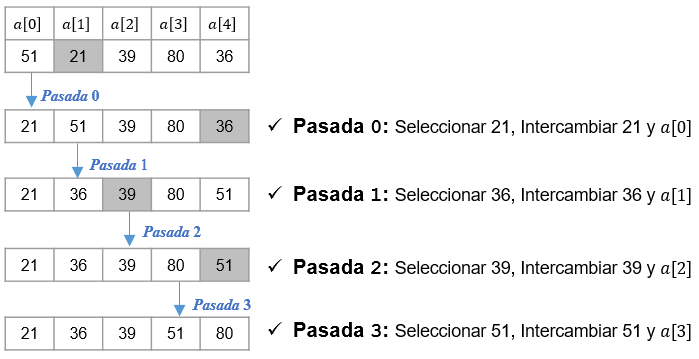 a[0] a[1] a[2] a[3] a[4]
51 21 39 80 36
Pasada 0
21 51 39 80 36
✓ Pasada 0: Seleccionar 21, Intercambiar 21 y a[0]
Pasada 1
21 36 39 80 51
✓ Pasada 1: Seleccionar 36, Intercambiar 36 y a[1]
Pasada 2
21 36 39 80 51
✓ Pasada 2: Seleccionar 39, Intercambiar 39 y a[2]
Pasada 3
21 36 39 51 80
✓ Pasada 3: Seleccionar 51, Intercambiar 51 y a[3]